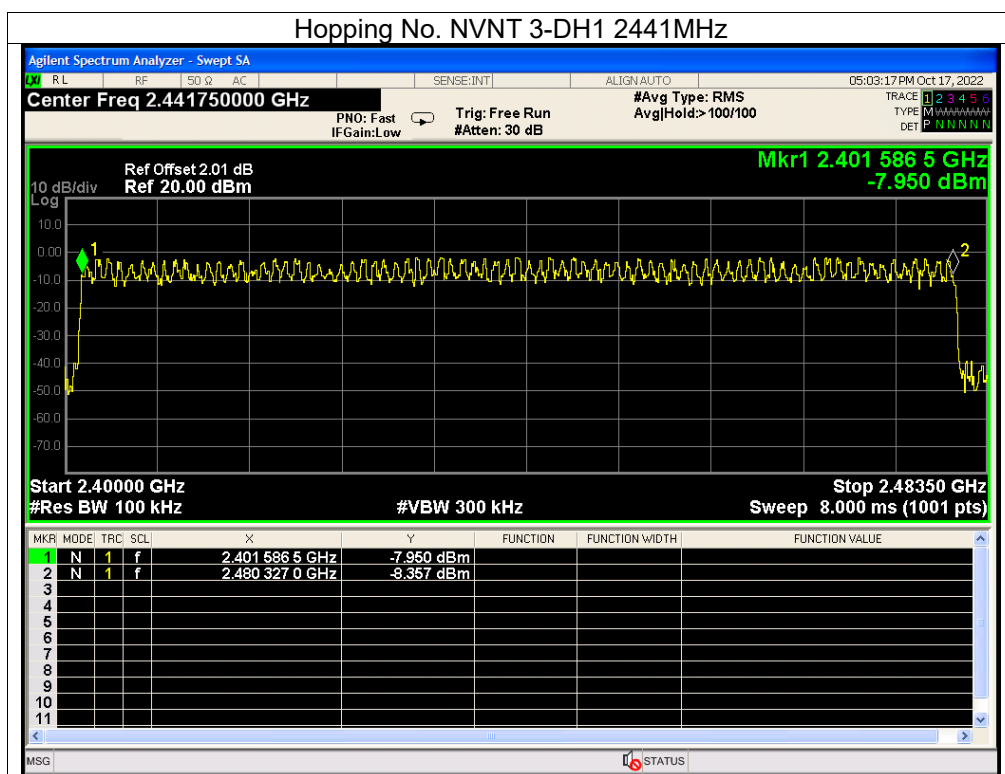 Hopping No. NVNT 3-DH1 2441MHz
Agilent Spectrum Analyzer - Swept SA
LXI RL RF 50 Ω AC SENSE:INT ALIGN AUTO 05:03:17 PM Oct 17, 2022
Center Freq 2.441750000 GHz #Avg Type: RMS TRACE 1 2 3 4 5 6
PNO: Fast Trig: Free Run Avg|Hold:>100/100 TYPE M WWWWW
IFGain:Low #Atten: 30 dB DET P N N N N N
Mkr1 2.401 586 5 GHz
-7.950 dBm
Ref Offset 2.01 dB
10 dB/div Ref 20.00 dBm
Log
10.0
0.00
-10.0
-20.0
-30.0
-40.0
-50.0
-60.0
-70.0
1
2
Start 2.40000 GHz Stop 2.48350 GHz
#Res BW 100 kHz #VBW 300 kHz Sweep 8.000 ms (1001 pts)
MKR MODE TRC SCL X Y FUNCTION FUNCTION WIDTH FUNCTION VALUE
1 N 1 f 2.401 586 5 GHz -7.950 dBm
2 N 1 f 2.480 327 0 GHz -8.357 dBm
3
4
5
6
7
8
9
10
11
MSG STATUS